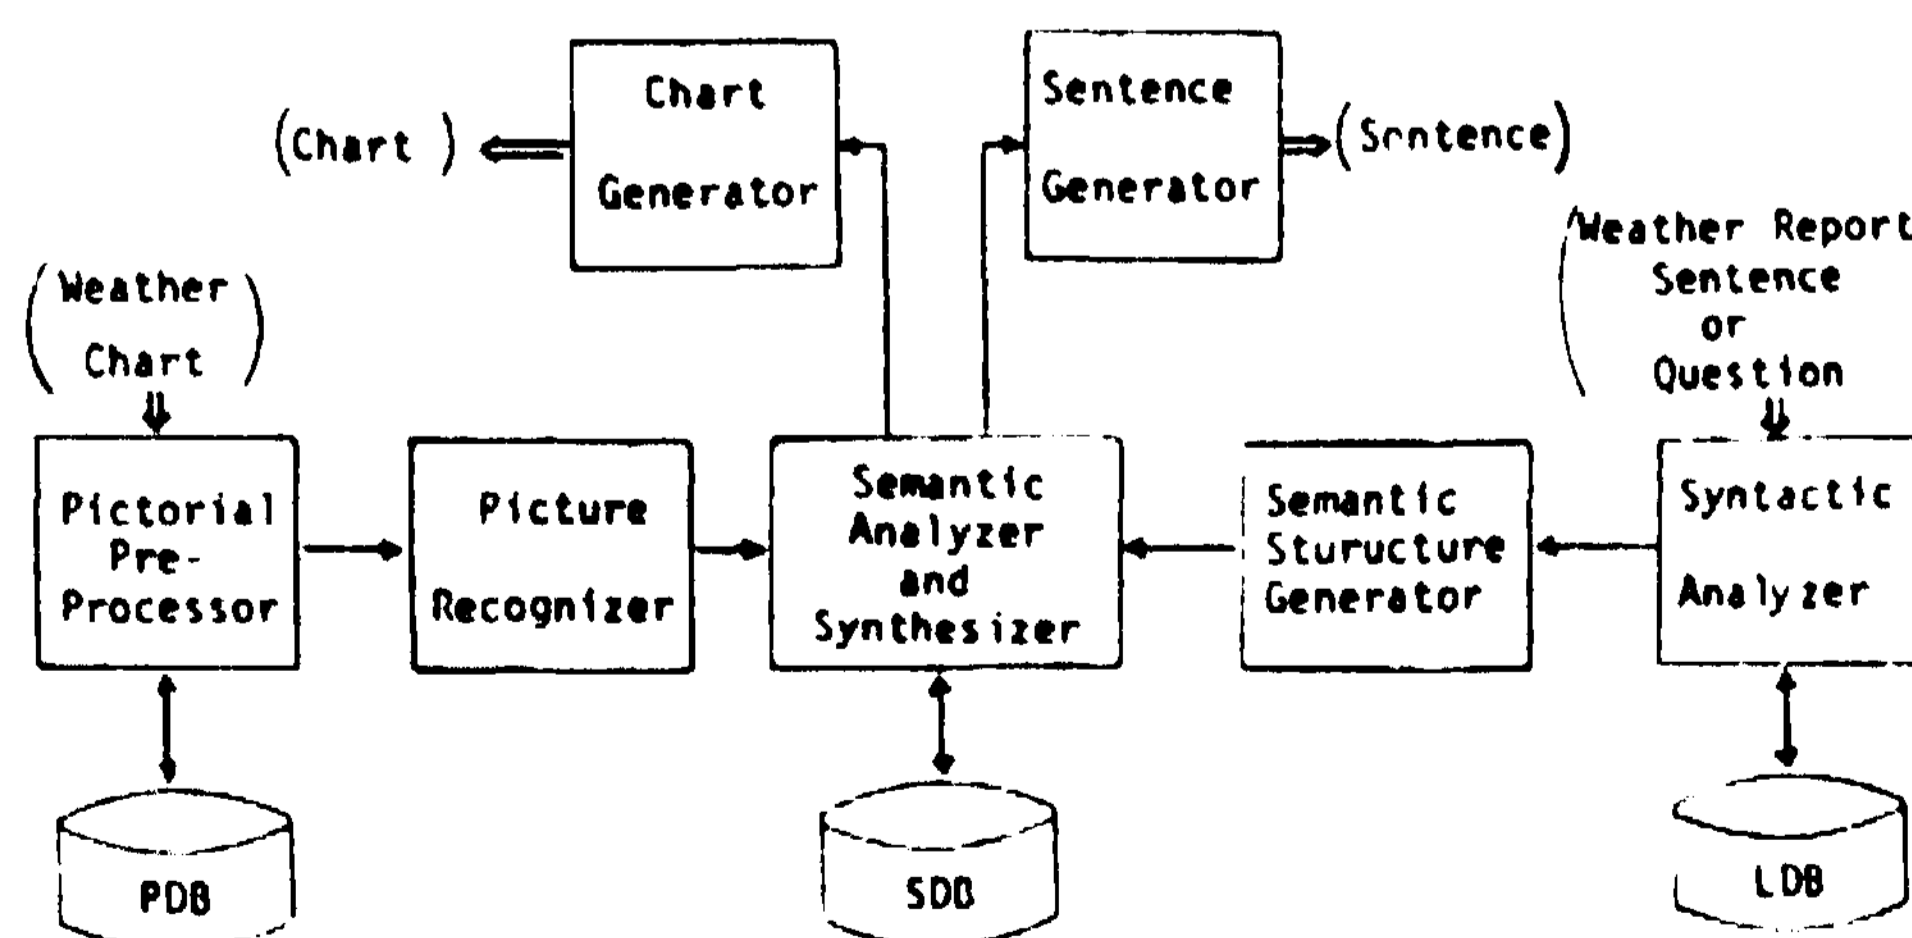 Chart
Generator
Sentence
Generator
(Chart )
(Sentence)
(Weather
Chart)
(Weather Report
Sentence
or
Question
Pictorial
Pre-
Processor
Picture
Recognizer
Semantic
Analyzer
and
Synthesizer
Semantic
Sturucture
Generator
Syntactic
Analyzer
PDB
SDB
LDB